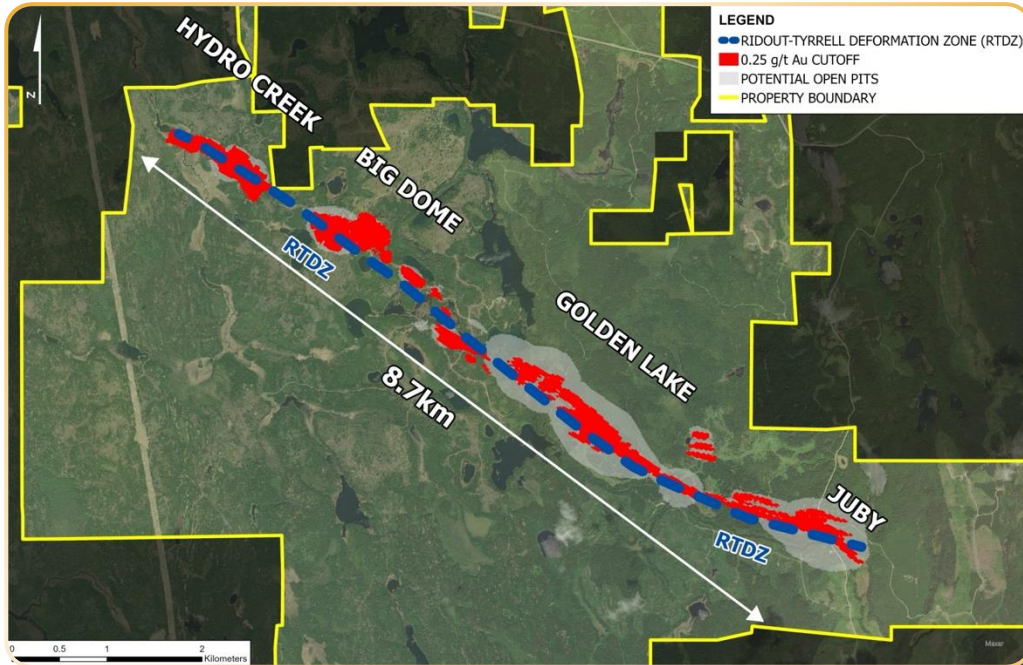 LEGEND
RIDOUT-TYRRELL DEFORMATION ZONE (RTDZ)
0.25 g/t Au CUTOFF
POTENTIAL OPEN PITS
PROPERTY BOUNDARY
N
HYDRO CREEK
BIG DOME
RTDZ
GOLDEN LAKE
8.7km
JUBY
RTDZ
0 0.5 1 2
Kilometers
Maxar